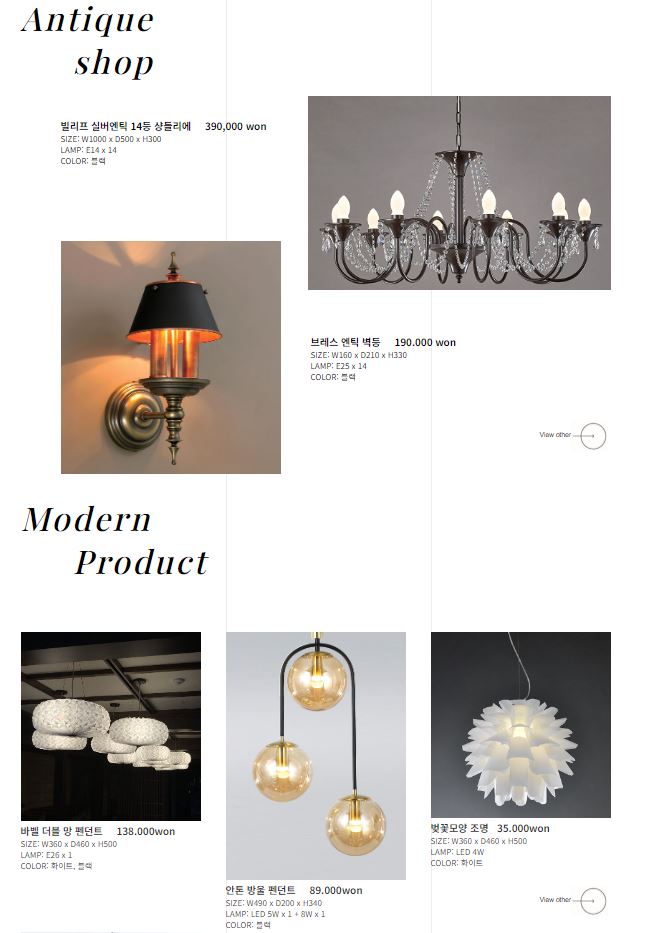 Antique
shop
빌리프 실버엔틱 14등 샹들리에 390,000 won
SIZE: W1000 x D500 x H300
LAMP: E14 x 14
COLOR: 블랙
브레스 엔틱 벽등 190.000 won
SIZE: W160 x D210 x H330
LAMP: E25 x 14
COLOR: 블랙
View other
Modern
Product
바벨 더블 망 펜던트 138.000won
SIZE: W360 x D460 x H500
LAMP: E26 x 1
COLOR: 화이트, 블랙
안톤 방울 펜던트 89.000won
SIZE: W490 x D200 x H340
LAMP: LED 5W x 1 + 8W x 1
COLOR: 블랙
벚꽃모양 조명 35.000won
SIZE: W360 x D460 x H500
LAMP: LED 4W
COLOR: 화이트
View other